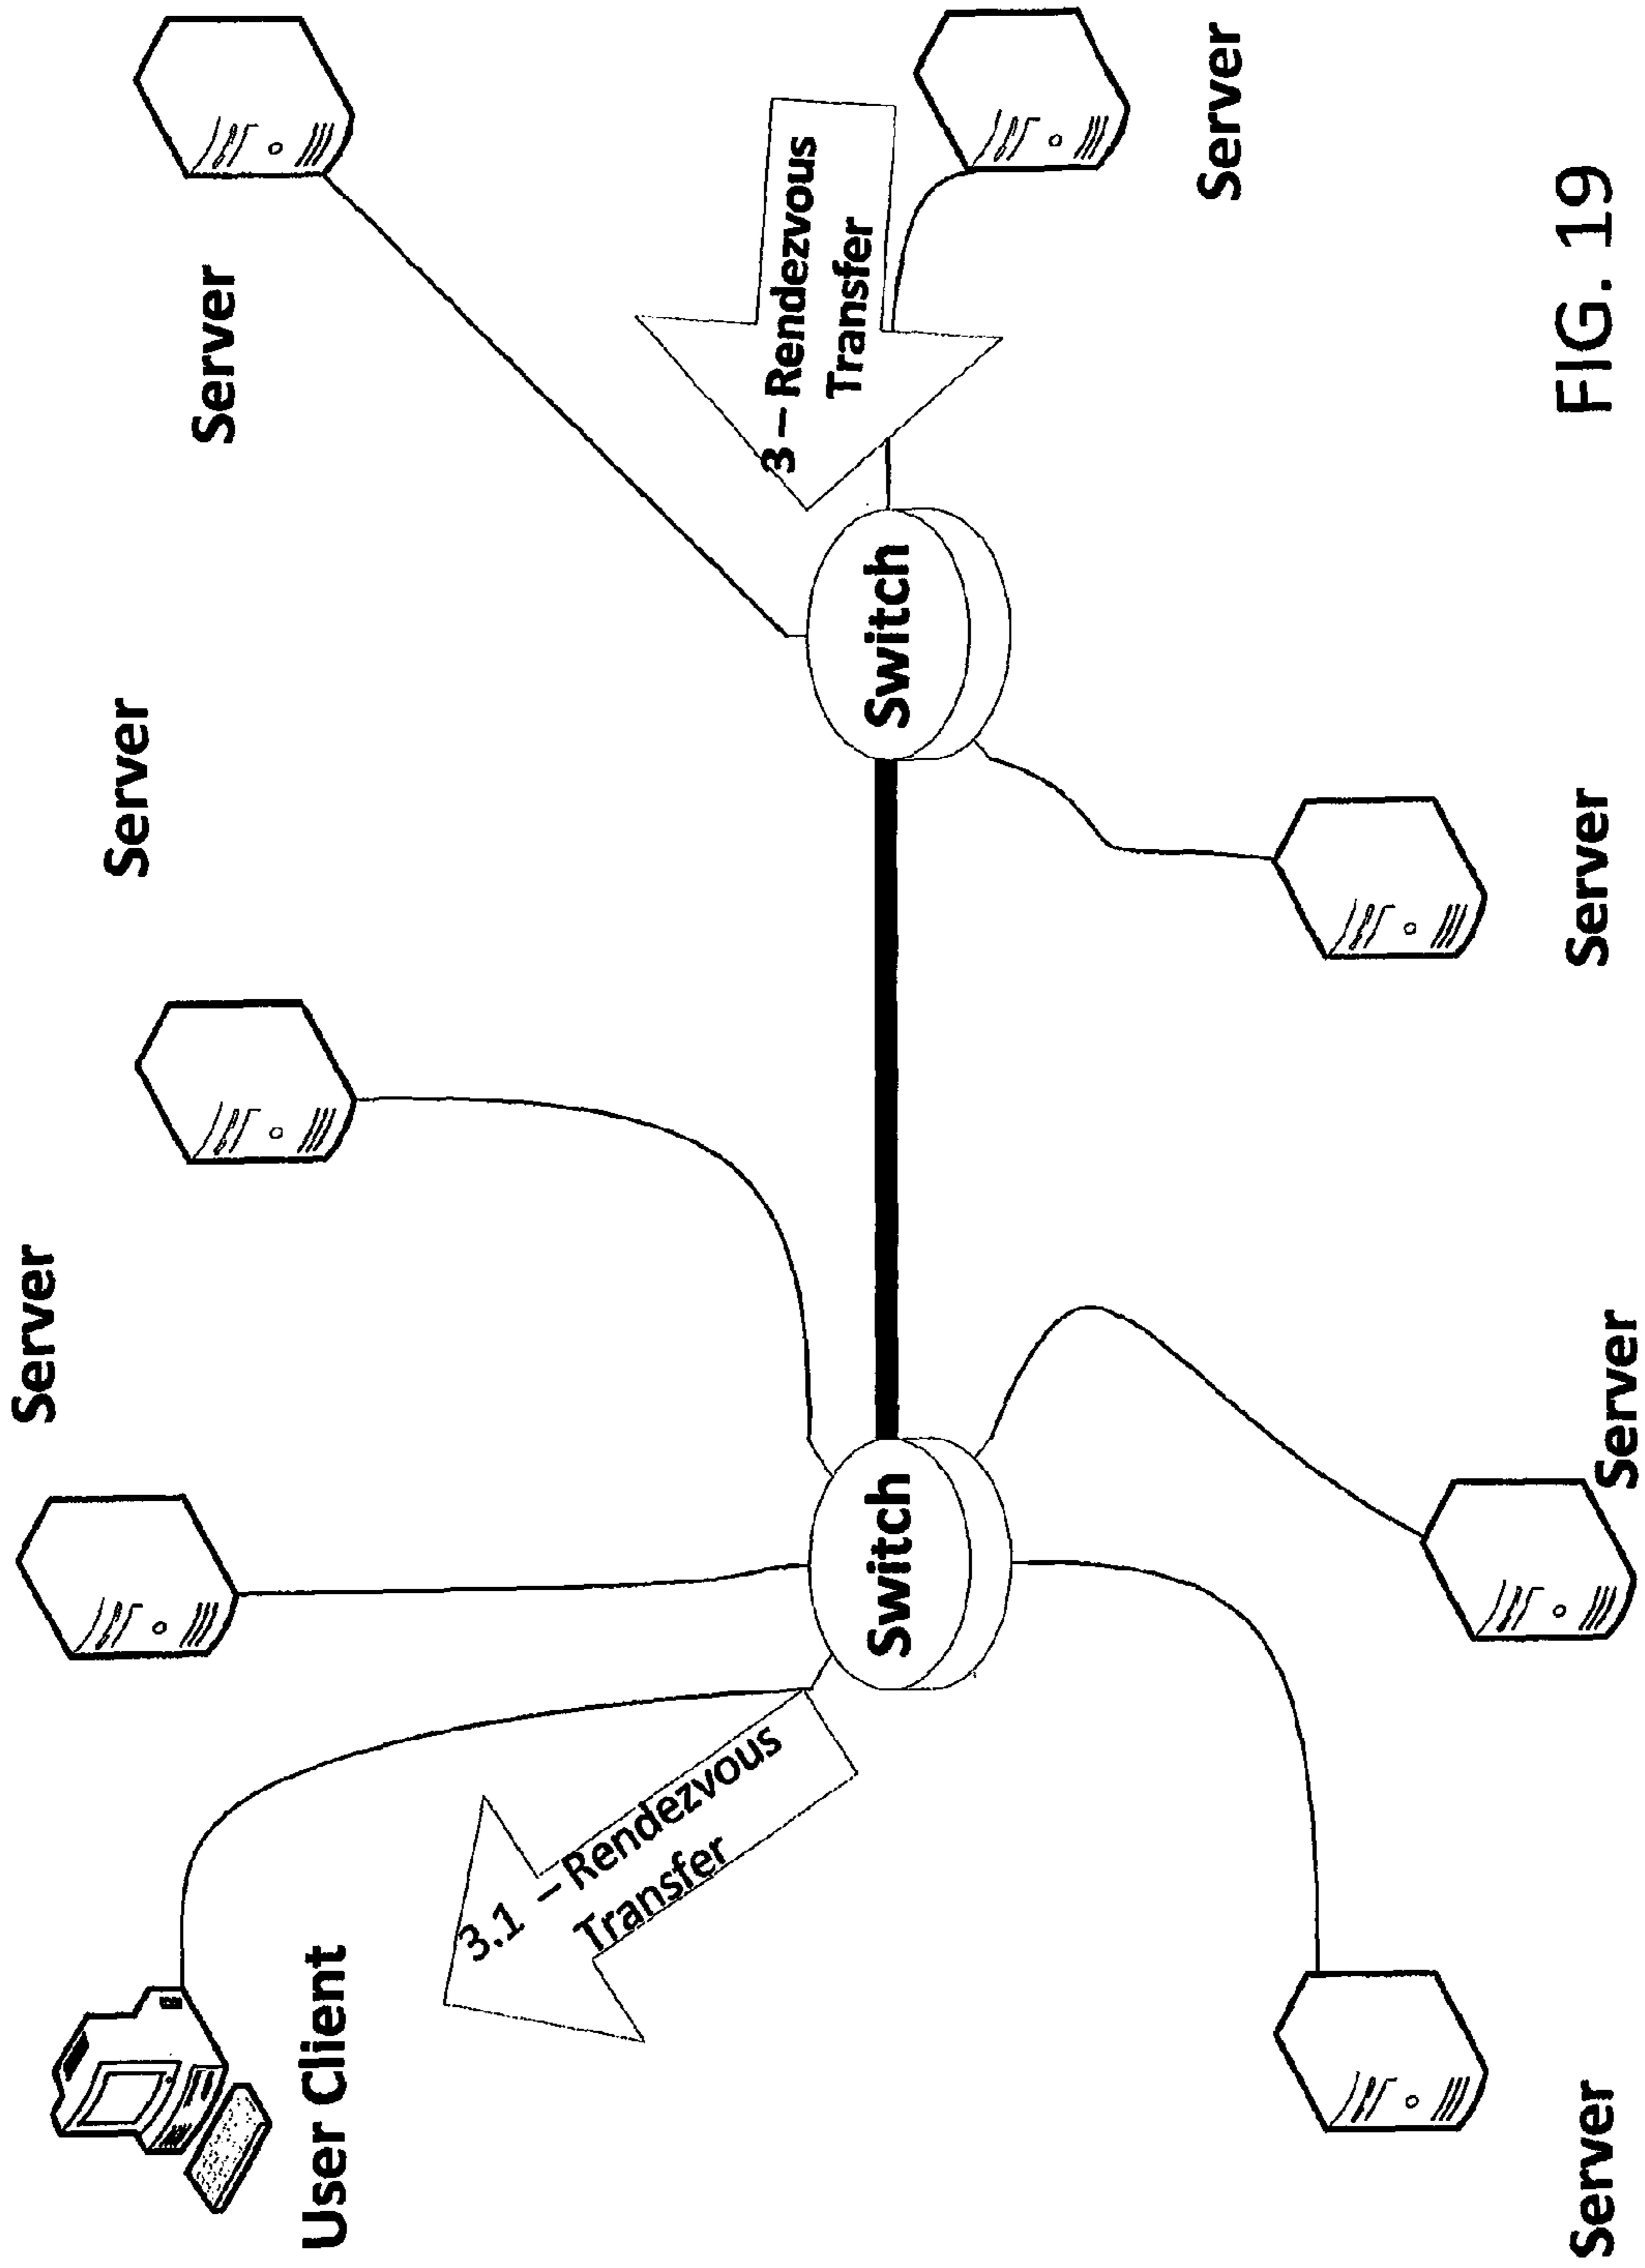 Server
Server
Server
User Client
3.1 – Rendezvous
Transfer
3 – Rendezvous
Transfer
Switch
Switch
Server
Server
Server
Server
FIG. 19